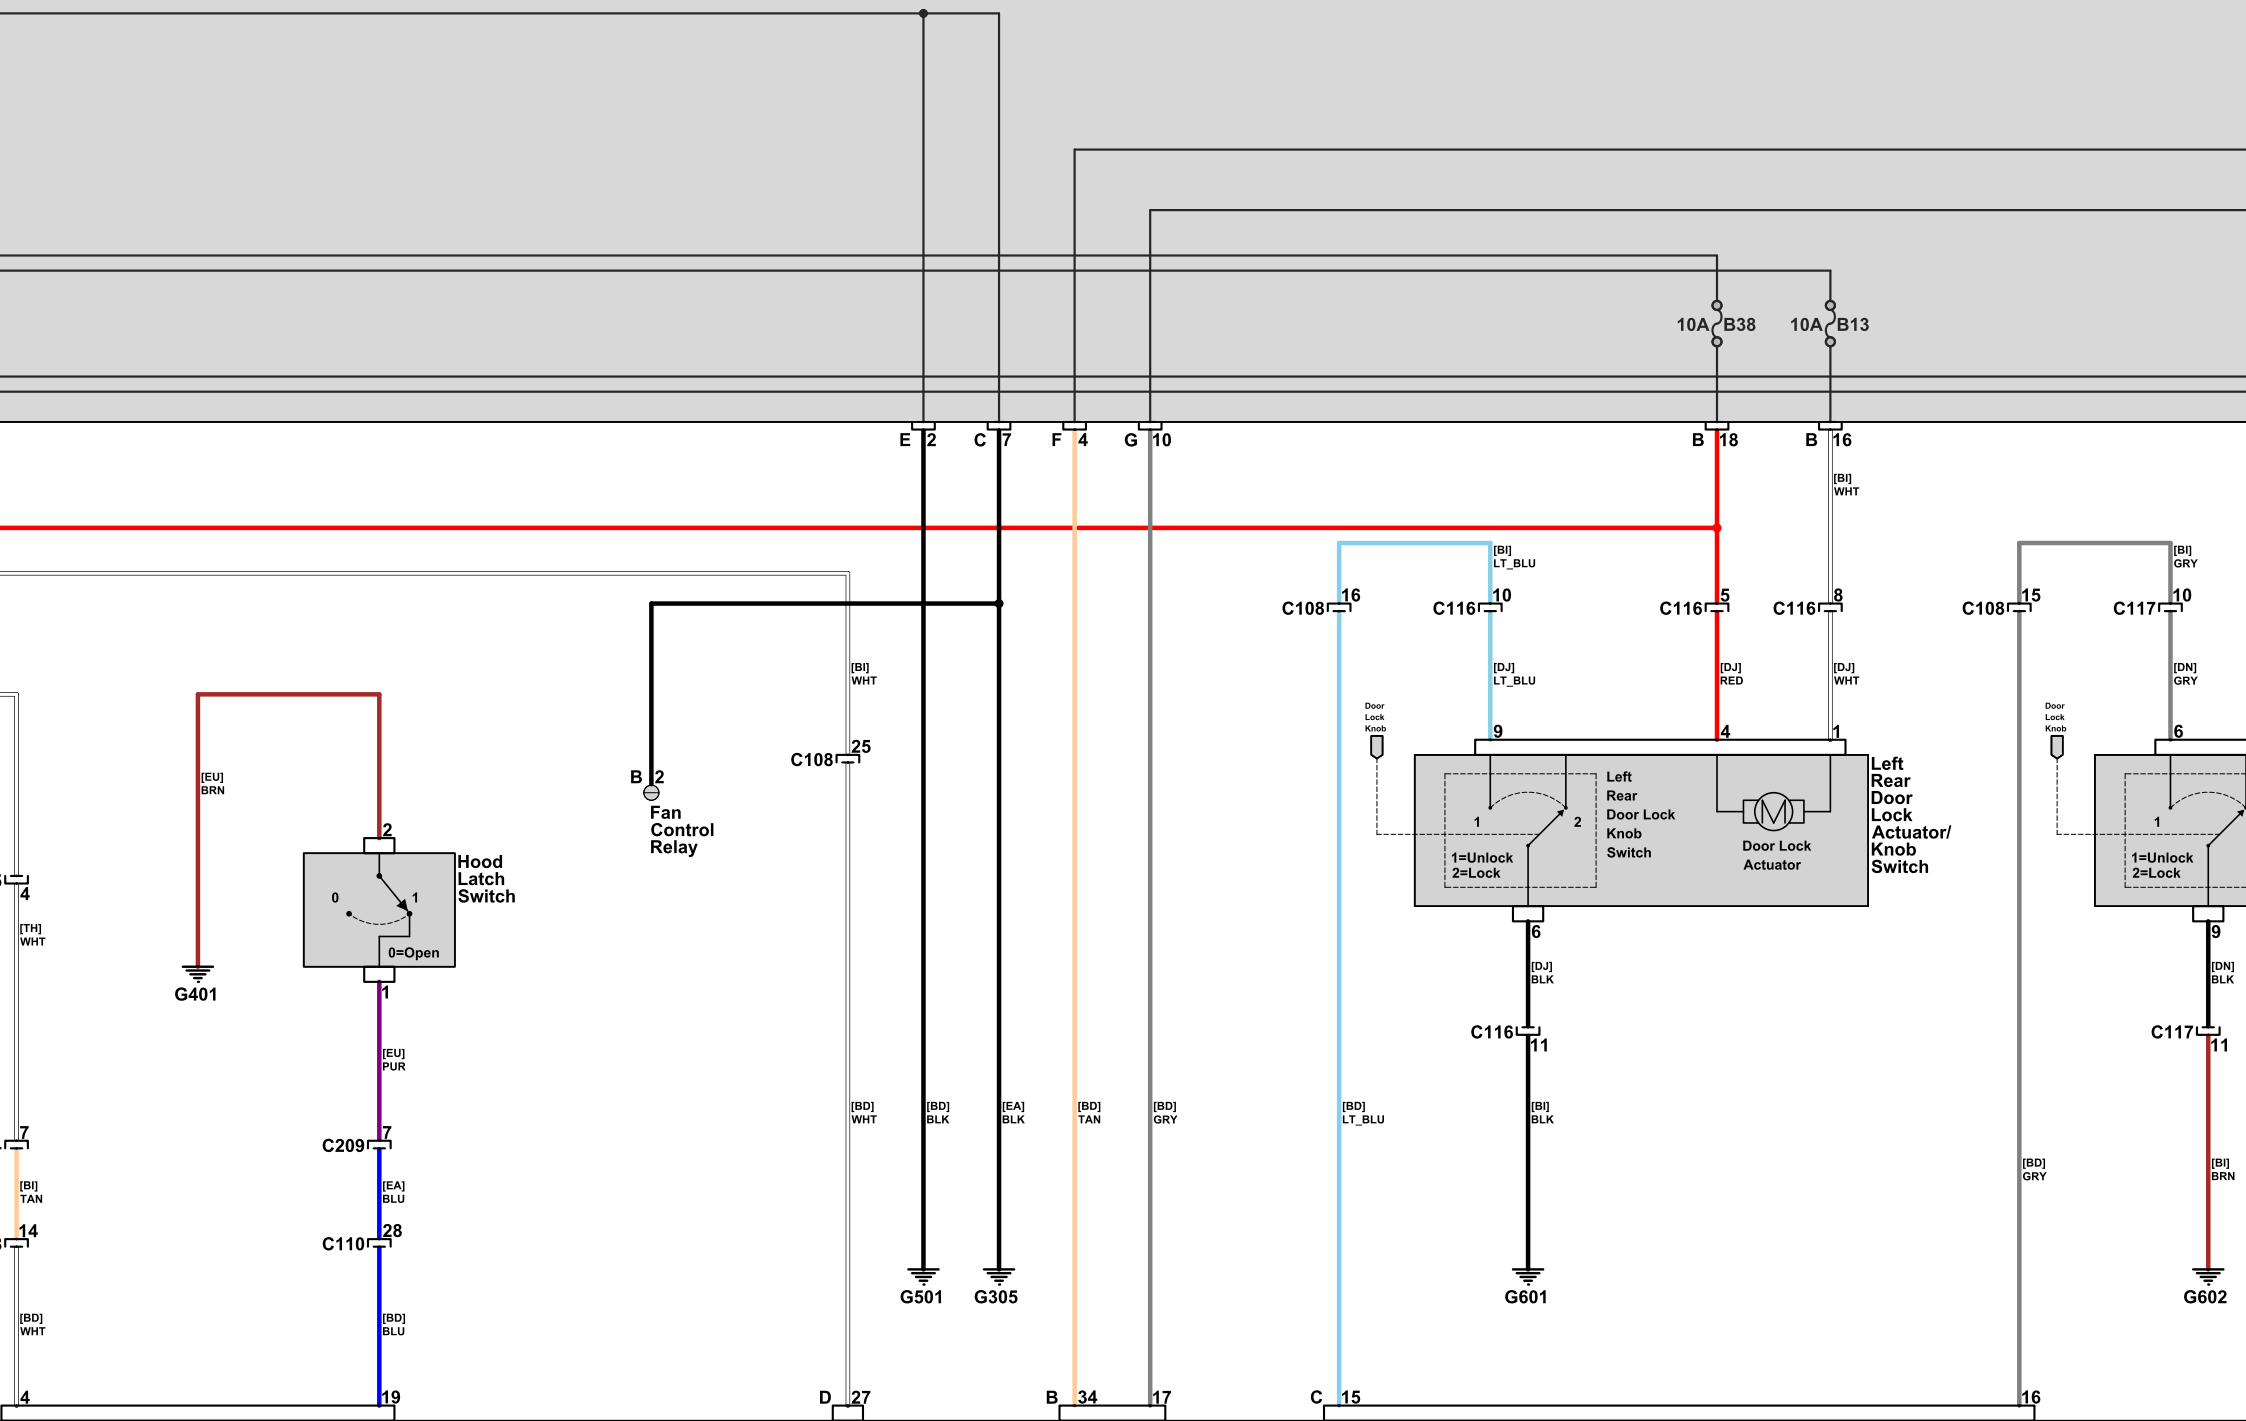 10A B38
10A B13
E 2
C 7
F 4
G 10
B 18
B 16
[BI]
WHT
[BI]
LT_BLU
[BI]
GRY
C108 16
C116 10
C116 5
C116 8
C108 15
C117 10
[BI]
WHT
[DJ]
LT_BLU
[DJ]
RED
[DJ]
WHT
[DN]
GRY
Door
Lock
Knob
Door
Lock
Knob
9
4
1
6
C108 25
[EU]
BRN
B 2
Fan
Control
Relay
2
Hood
Latch
Switch
0
1
0=Open
1
G401
4
[TH]
WHT
Left
Rear
Door Lock
Knob
Switch
1
2
1=Unlock
2=Lock
M
Door Lock
Actuator
Left
Rear
Door
Lock
Actuator/
Knob
Switch
1
1=Unlock
2=Lock
6
[DJ]
BLK
C116
11
9
[DN]
BLK
C117
11
[EU]
PUR
7
C209 7
[BI]
TAN
[EA]
BLU
14
C110 28
[BD]
WHT
[BD]
BLU
[BD]
WHT
[BD]
BLK
[EA]
BLK
[BD]
TAN
[BD]
GRY
[BD]
LT_BLU
[BI]
BLK
[BD]
GRY
[BI]
BRN
G501
G305
G601
G602
4
19
D 27
B 34
17
C 15
16